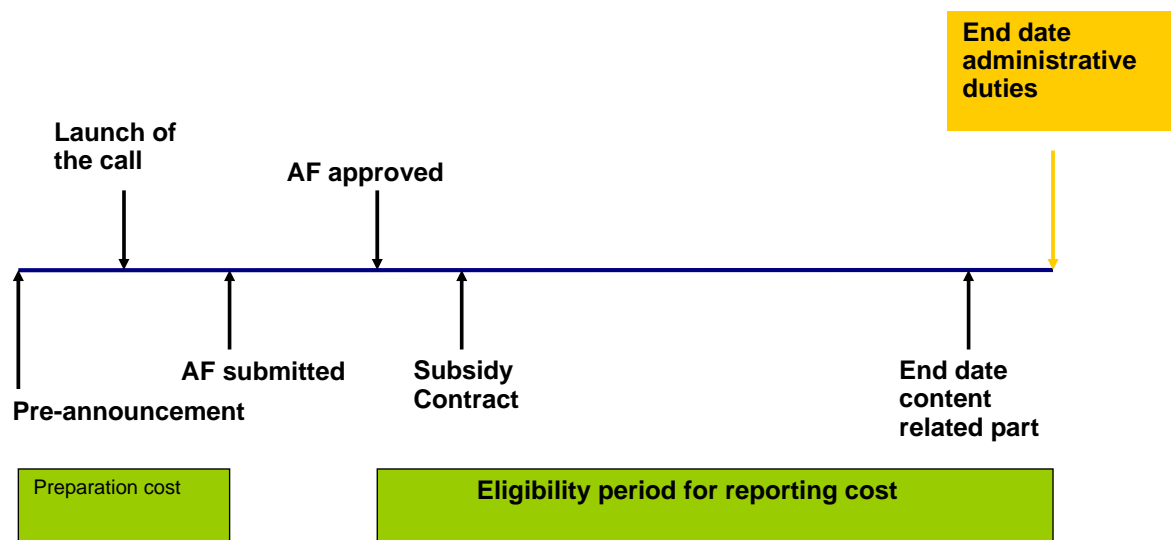 End date
administrative
duties
Launch of
the call
AF approved
AF submitted
Subsidy
Contract
End date
content
related part
Pre-announcement
Preparation cost
Eligibility period for reporting cost